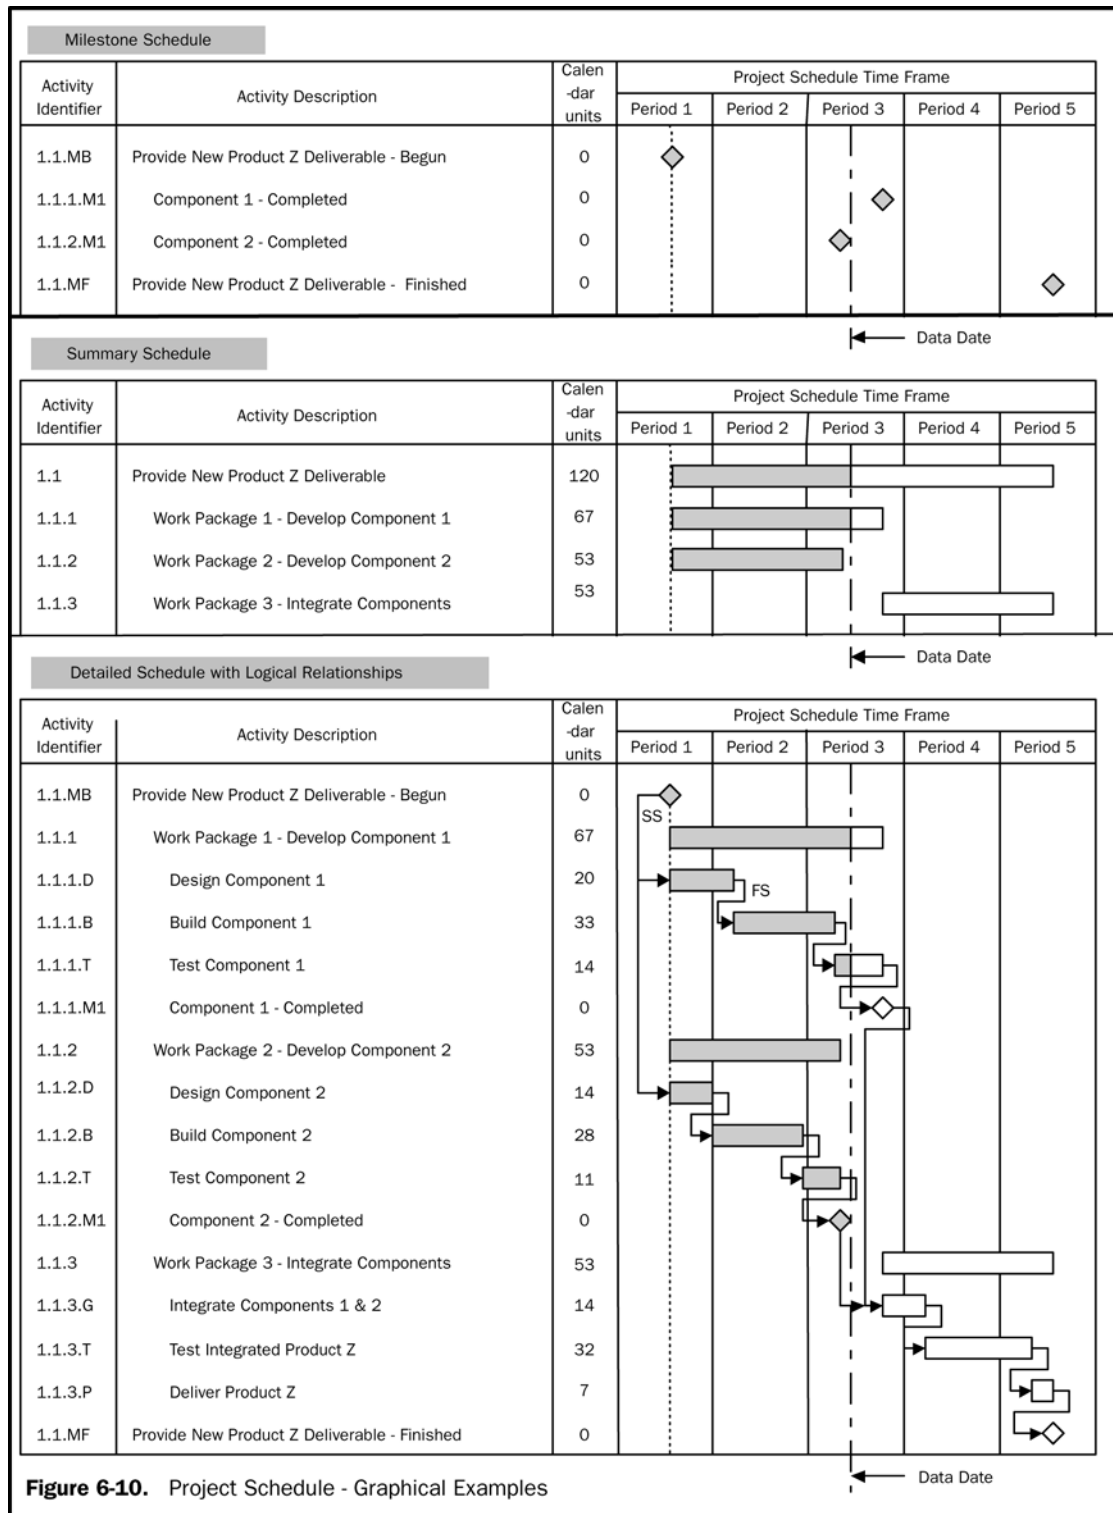 Milestone Schedule
Activity Identifier Activity Description Calen-dar units Project Schedule Time Frame
Period 1 Period 2 Period 3 Period 4 Period 5
1.1.MB Provide New Product Z Deliverable - Begun 0
1.1.1.M1 Component 1 - Completed 0
1.1.2.M1 Component 2 - Completed 0
1.1.MF Provide New Product Z Deliverable - Finished 0
Data Date
Summary Schedule
Activity Identifier Activity Description Calen-dar units Project Schedule Time Frame
Period 1 Period 2 Period 3 Period 4 Period 5
1.1 Provide New Product Z Deliverable 120
1.1.1 Work Package 1 - Develop Component 1 67
1.1.2 Work Package 2 - Develop Component 2 53
1.1.3 Work Package 3 - Integrate Components 53
Data Date
Detailed Schedule with Logical Relationships
Activity Identifier Activity Description Calen-dar units Project Schedule Time Frame
Period 1 Period 2 Period 3 Period 4 Period 5
1.1.MB Provide New Product Z Deliverable - Begun 0
SS
1.1.1 Work Package 1 - Develop Component 1 67
1.1.1.D Design Component 1 20
FS
1.1.1.B Build Component 1 33
1.1.1.T Test Component 1 14
1.1.1.M1 Component 1 - Completed 0
1.1.2 Work Package 2 - Develop Component 2 53
1.1.2.D Design Component 2 14
1.1.2.B Build Component 2 28
1.1.2.T Test Component 2 11
1.1.2.M1 Component 2 - Completed 0
1.1.3 Work Package 3 - Integrate Components 53
1.1.3.G Integrate Components 1 & 2 14
1.1.3.T Test Integrated Product Z 32
1.1.3.P Deliver Product Z 7
1.1.MF Provide New Product Z Deliverable - Finished 0
Data Date
Figure 6-10. Project Schedule - Graphical Examples